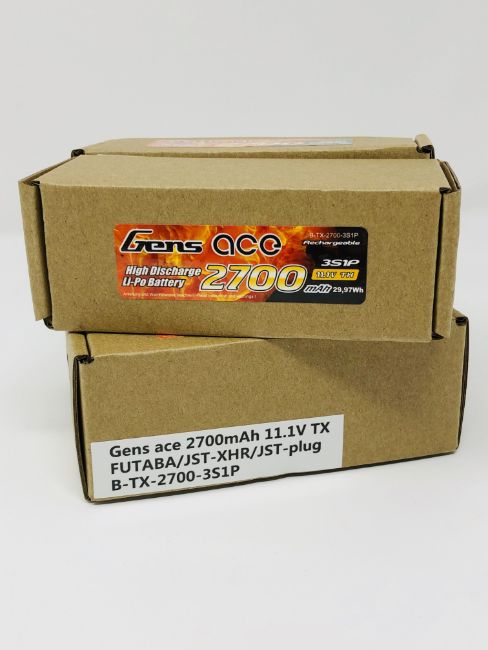 Gens ace
B-TX-2700-3S1P
Rechargeable
High Discharge
Li-Po Battery
2700
mAh
3S1P
11.1V TX
29,97Wh
Gens ace 2700mAh 11.1V TX
FUTABA/JST-XHR/JST-plug
B-TX-2700-3S1P